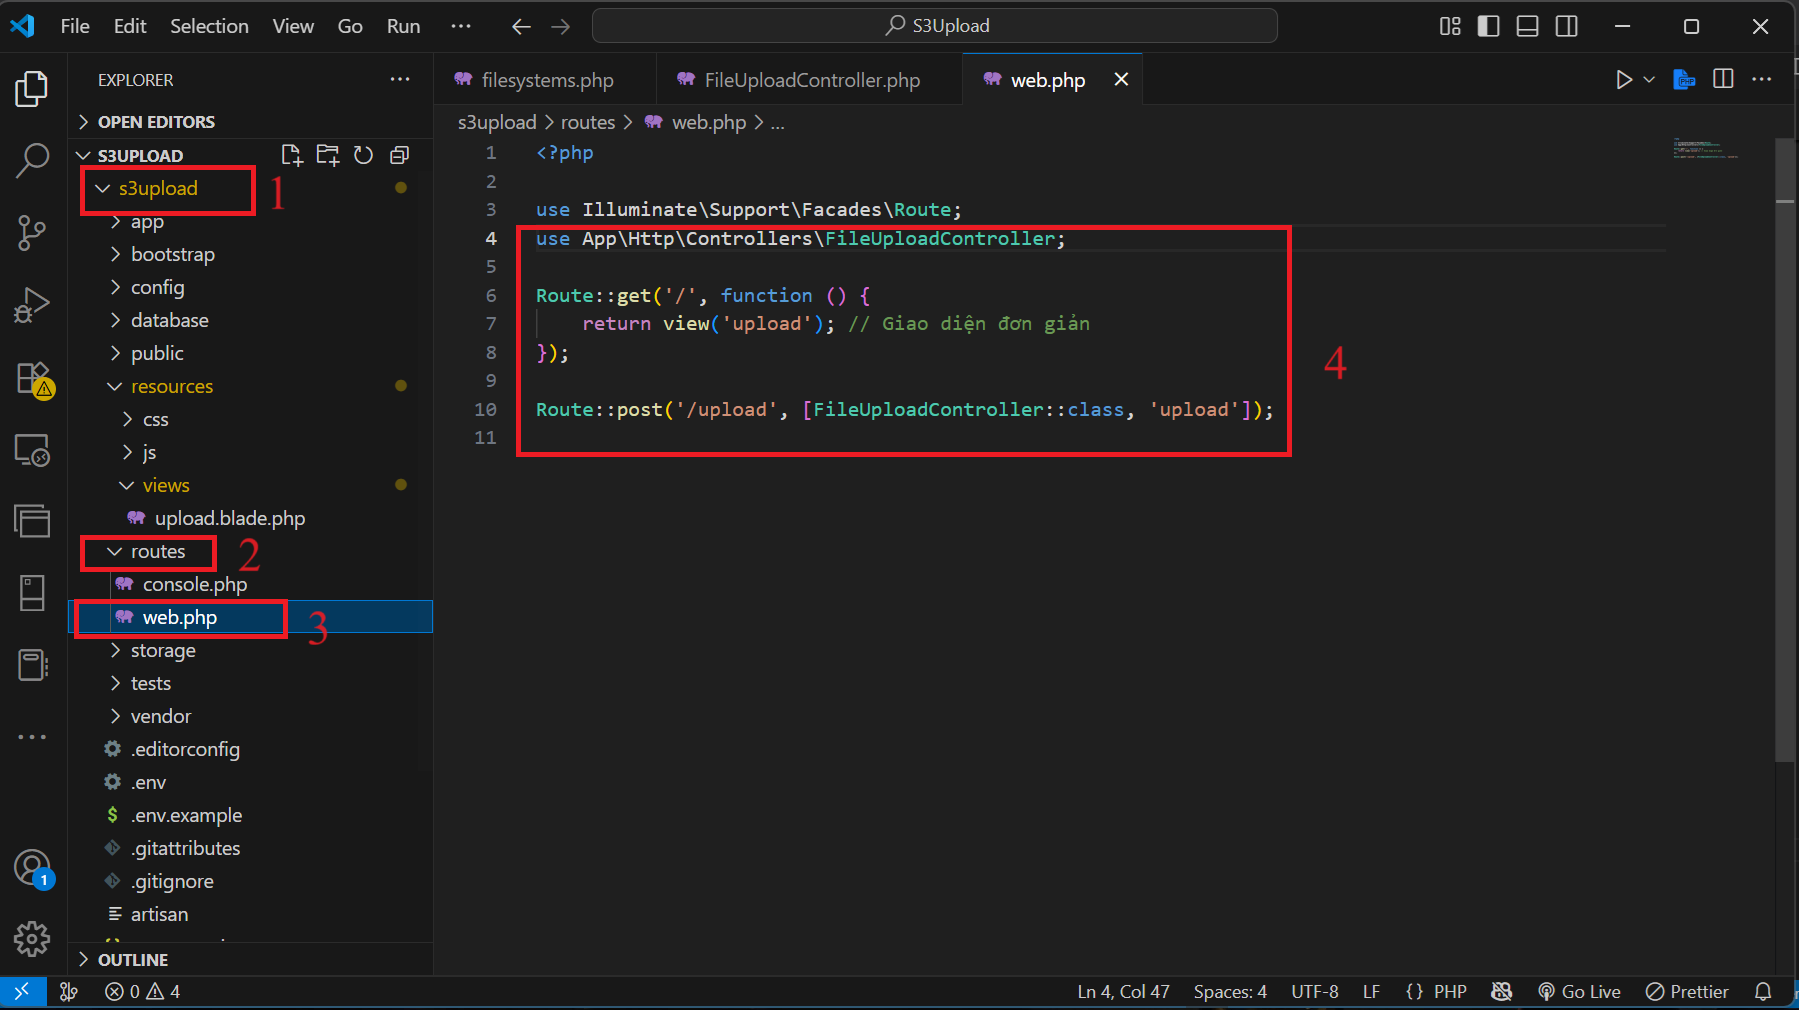 File Edit Selection View Go Run ···
S3Upload
EXPLORER ···
filesystems.php
FileUploadController.php
web.php
OPEN EDITORS
s3upload > routes > web.php > ...
S3UPLOAD
s3upload
1
app
bootstrap
config
database
public
resources
css
js
views
upload.blade.php
routes
2
console.php
web.php
3
storage
tests
vendor
.editorconfig
.env
$ .env.example
.gitattributes
.gitignore
artisan
OUTLINE
1 <?php
2
3 use Illuminate\Support\Facades\Route;
4 use App\Http\Controllers\FileUploadController;
5
6 Route::get('/', function () {
7 return view('upload'); // Giao diện đơn giản
8 });
9
10 Route::post('/upload', [FileUploadController::class, 'upload']);
11
4
1
0 4
Ln 4, Col 47 Spaces: 4 UTF-8 LF {} PHP Go Live Prettier